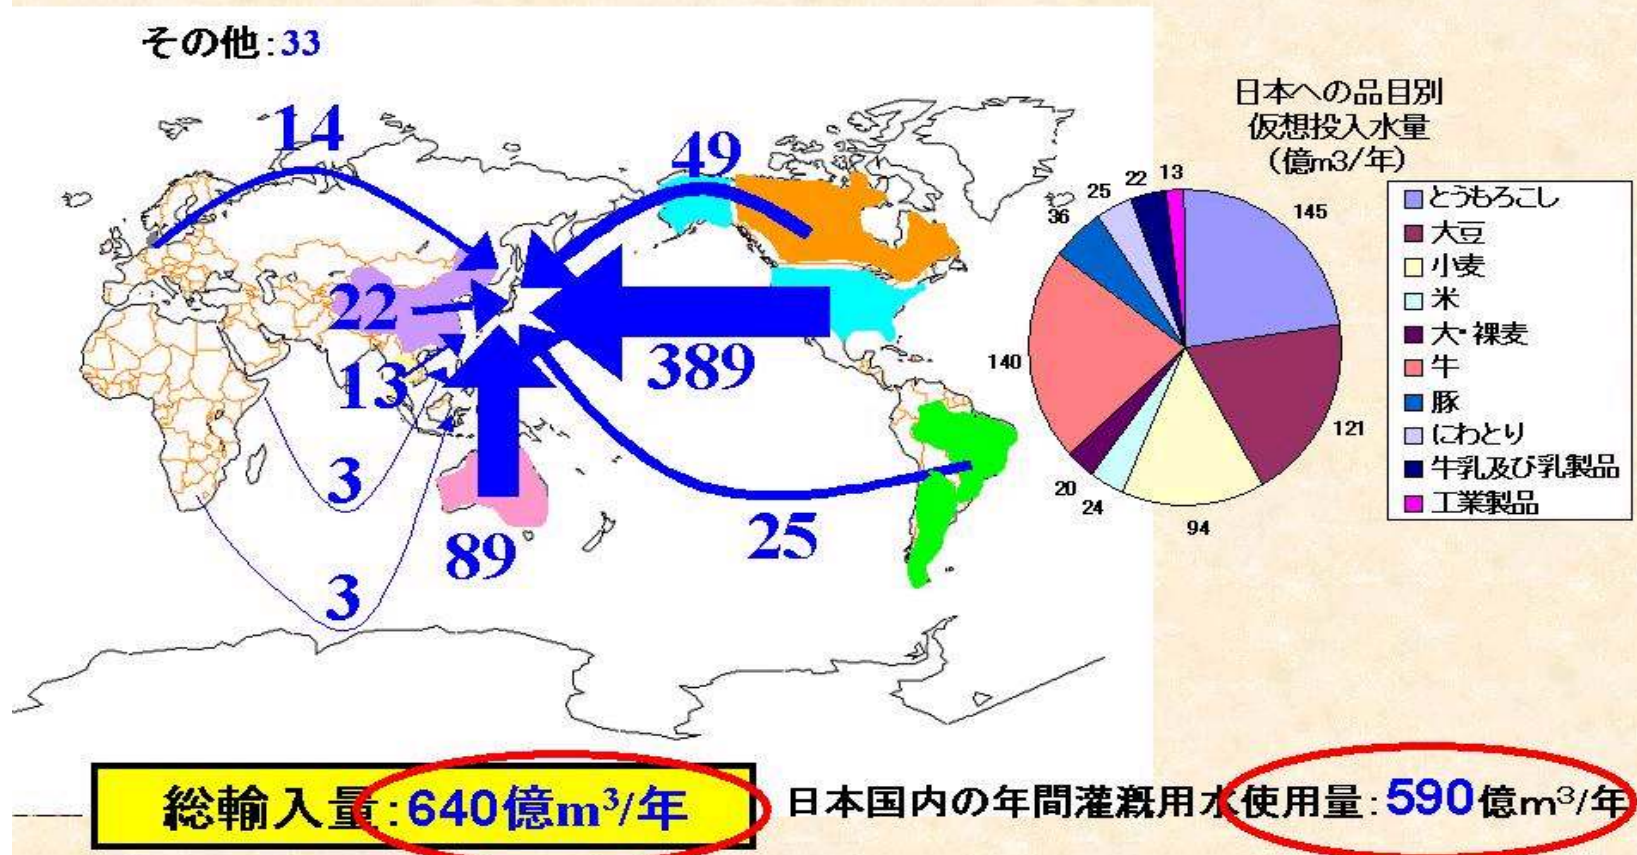 その他:33
14
49
22
13
389
3
3
89
25
日本への品目別
仮想投入水量
(億m3/年)
13
22
25
36
145
140
121
20
24
94
とうもろこし
大豆
小麦
米
大・裸麦
牛
豚
にわとり
牛乳及び乳製品
工業製品
総輸入量:640億m³/年
日本国内の年間灌漑用水使用量:590億m³/年